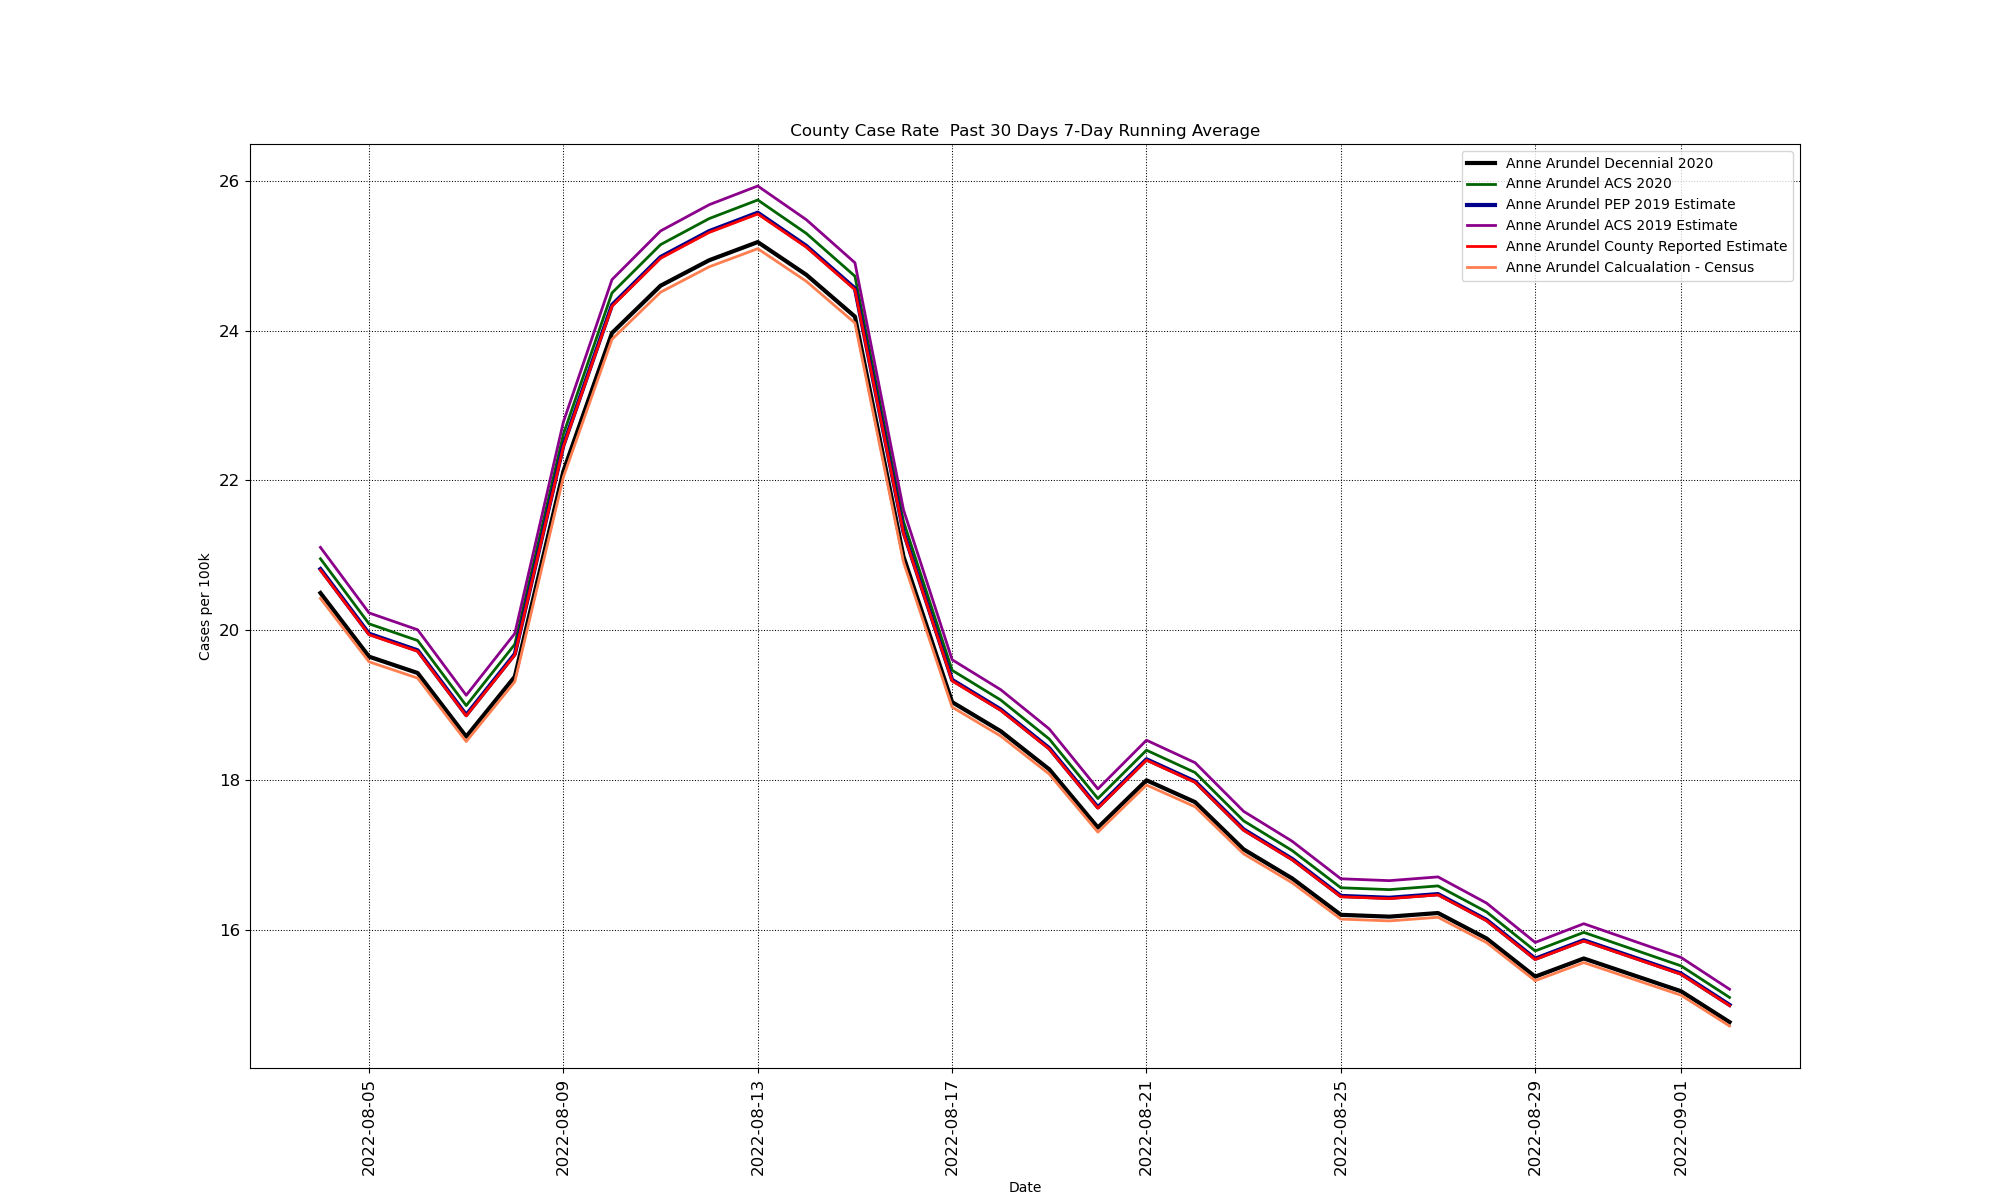 County Case Rate  Past 30 Days 7-Day Running Average
Anne Arundel Decennial 2020
Anne Arundel ACS 2020
Anne Arundel PEP 2019 Estimate
Anne Arundel ACS 2019 Estimate
Anne Arundel County Reported Estimate
Anne Arundel Calcualation - Census
26
24
22
20
18
16
Cases per 100k
2022-08-05
2022-08-09
2022-08-13
2022-08-17
2022-08-21
2022-08-25
2022-08-29
2022-09-01
Date